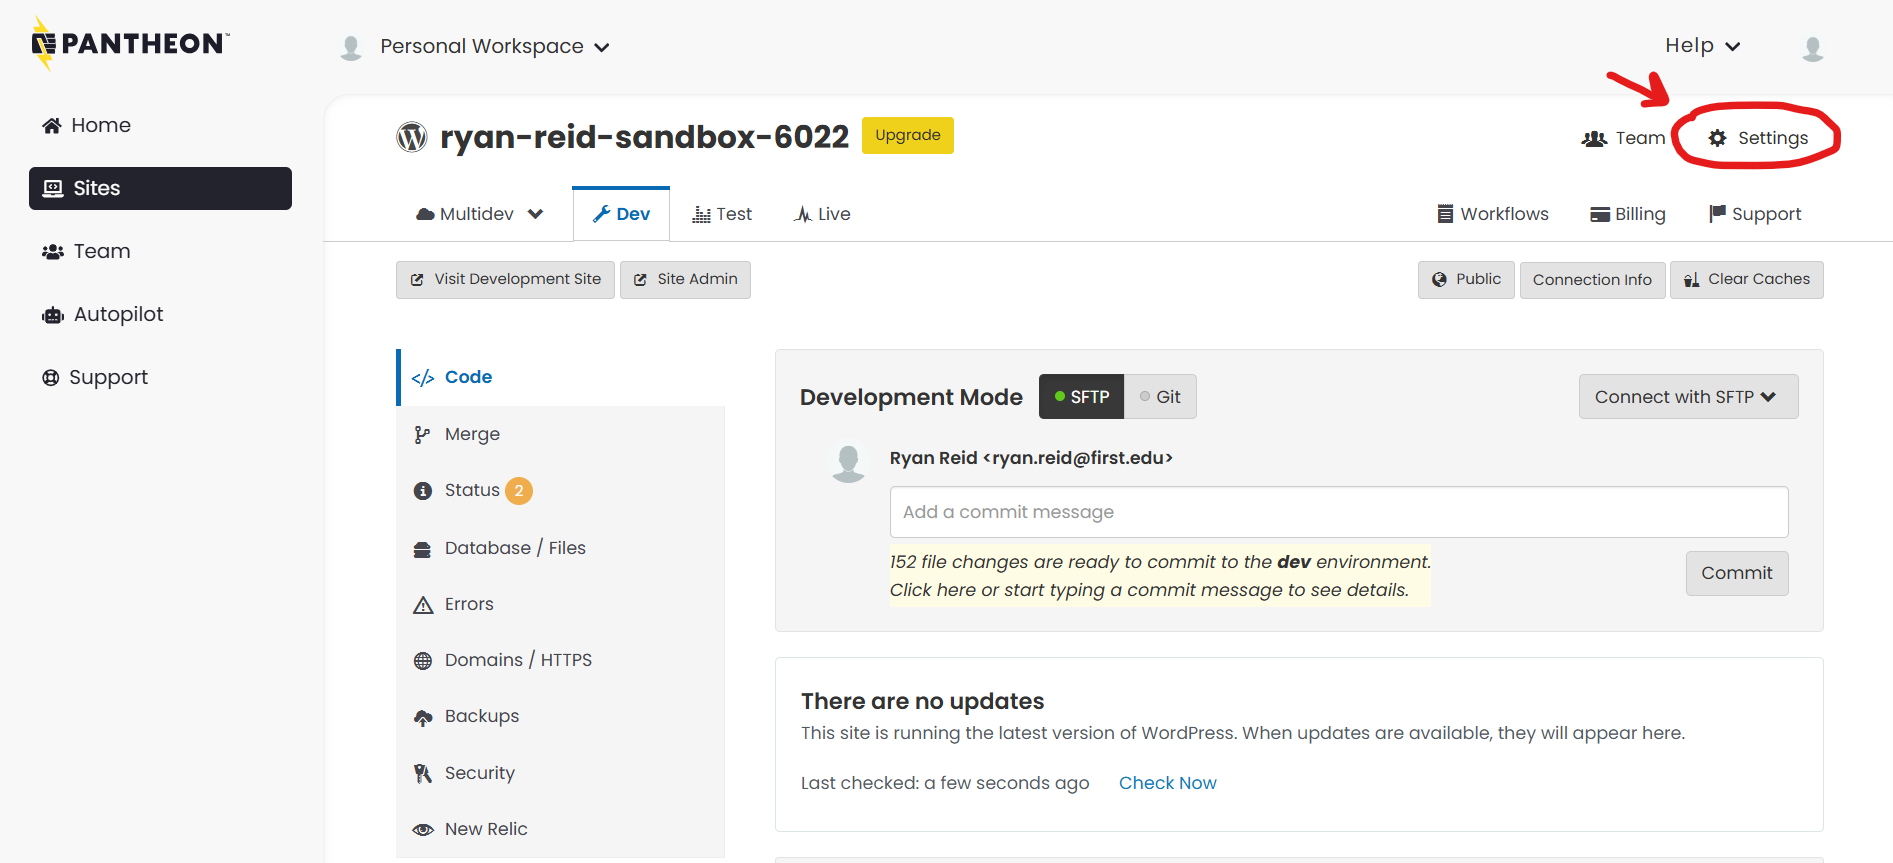 PANTHEON™
Personal Workspace
Help
Home
Sites
Team
Autopilot
Support
ryan-reid-sandbox-6022
Upgrade
Team
Settings
Multidev
Dev
Test
Live
Workflows
Billing
Support
Visit Development Site
Site Admin
Public
Connection Info
Clear Caches
Code
Merge
Status 2
Database / Files
Errors
Domains / HTTPS
Backups
Security
New Relic
Development Mode
SFTP
Git
Connect with SFTP
Ryan Reid <ryan.reid@first.edu>
Add a commit message
152 file changes are ready to commit to the dev environment.
Click here or start typing a commit message to see details.
Commit
There are no updates
This site is running the latest version of WordPress. When updates are available, they will appear here.
Last checked: a few seconds ago Check Now